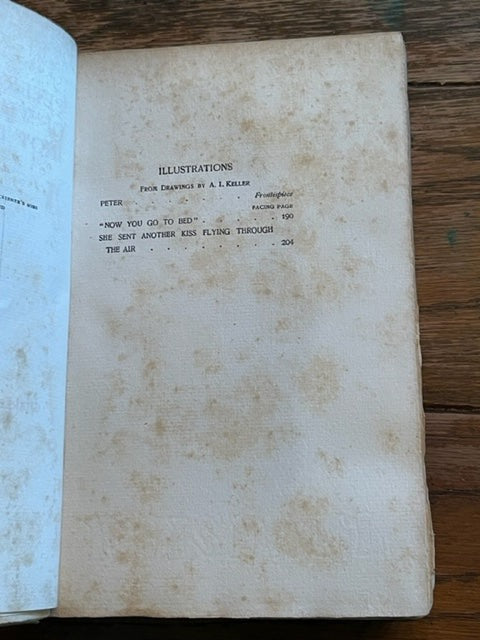 ILLUSTRATIONS
FROM DRAWINGS BY A. I. KELLER
PETER . . . . . . Frontispiece
FACING PAGE
"NOW YOU GO TO BED" . . . . . 190
SHE SENT ANOTHER KISS FLYING THROUGH
THE AIR . . . . . . . . 204